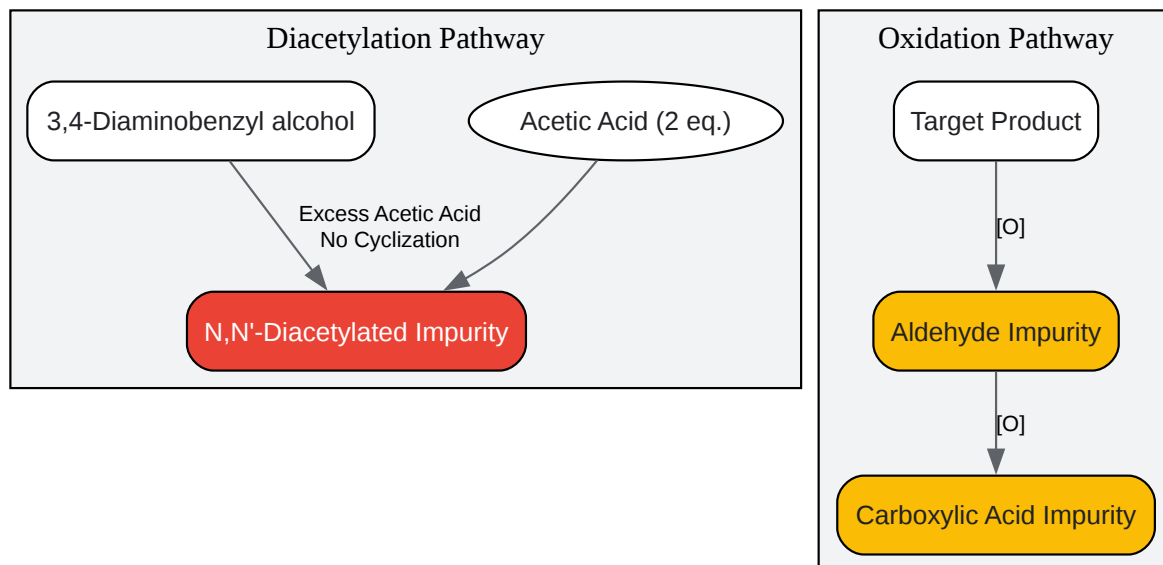 Diacetylation Pathway
3,4-Diaminobenzyl alcohol
Acetic Acid (2 eq.)
Excess Acetic Acid
No Cyclization
N,N'-Diacetylated Impurity
Oxidation Pathway
Target Product
[O]
Aldehyde Impurity
[O]
Carboxylic Acid Impurity